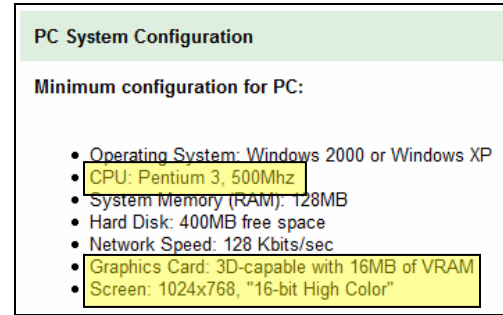 PC System Configuration
Minimum configuration for PC:
• Operating System: Windows 2000 or Windows XP
• CPU: Pentium 3, 500Mhz
• System Memory (RAM): 128MB
• Hard Disk: 400MB free space
• Network Speed: 128 Kbits/sec
• Graphics Card: 3D-capable with 16MB of VRAM
• Screen: 1024x768, "16-bit High Color"